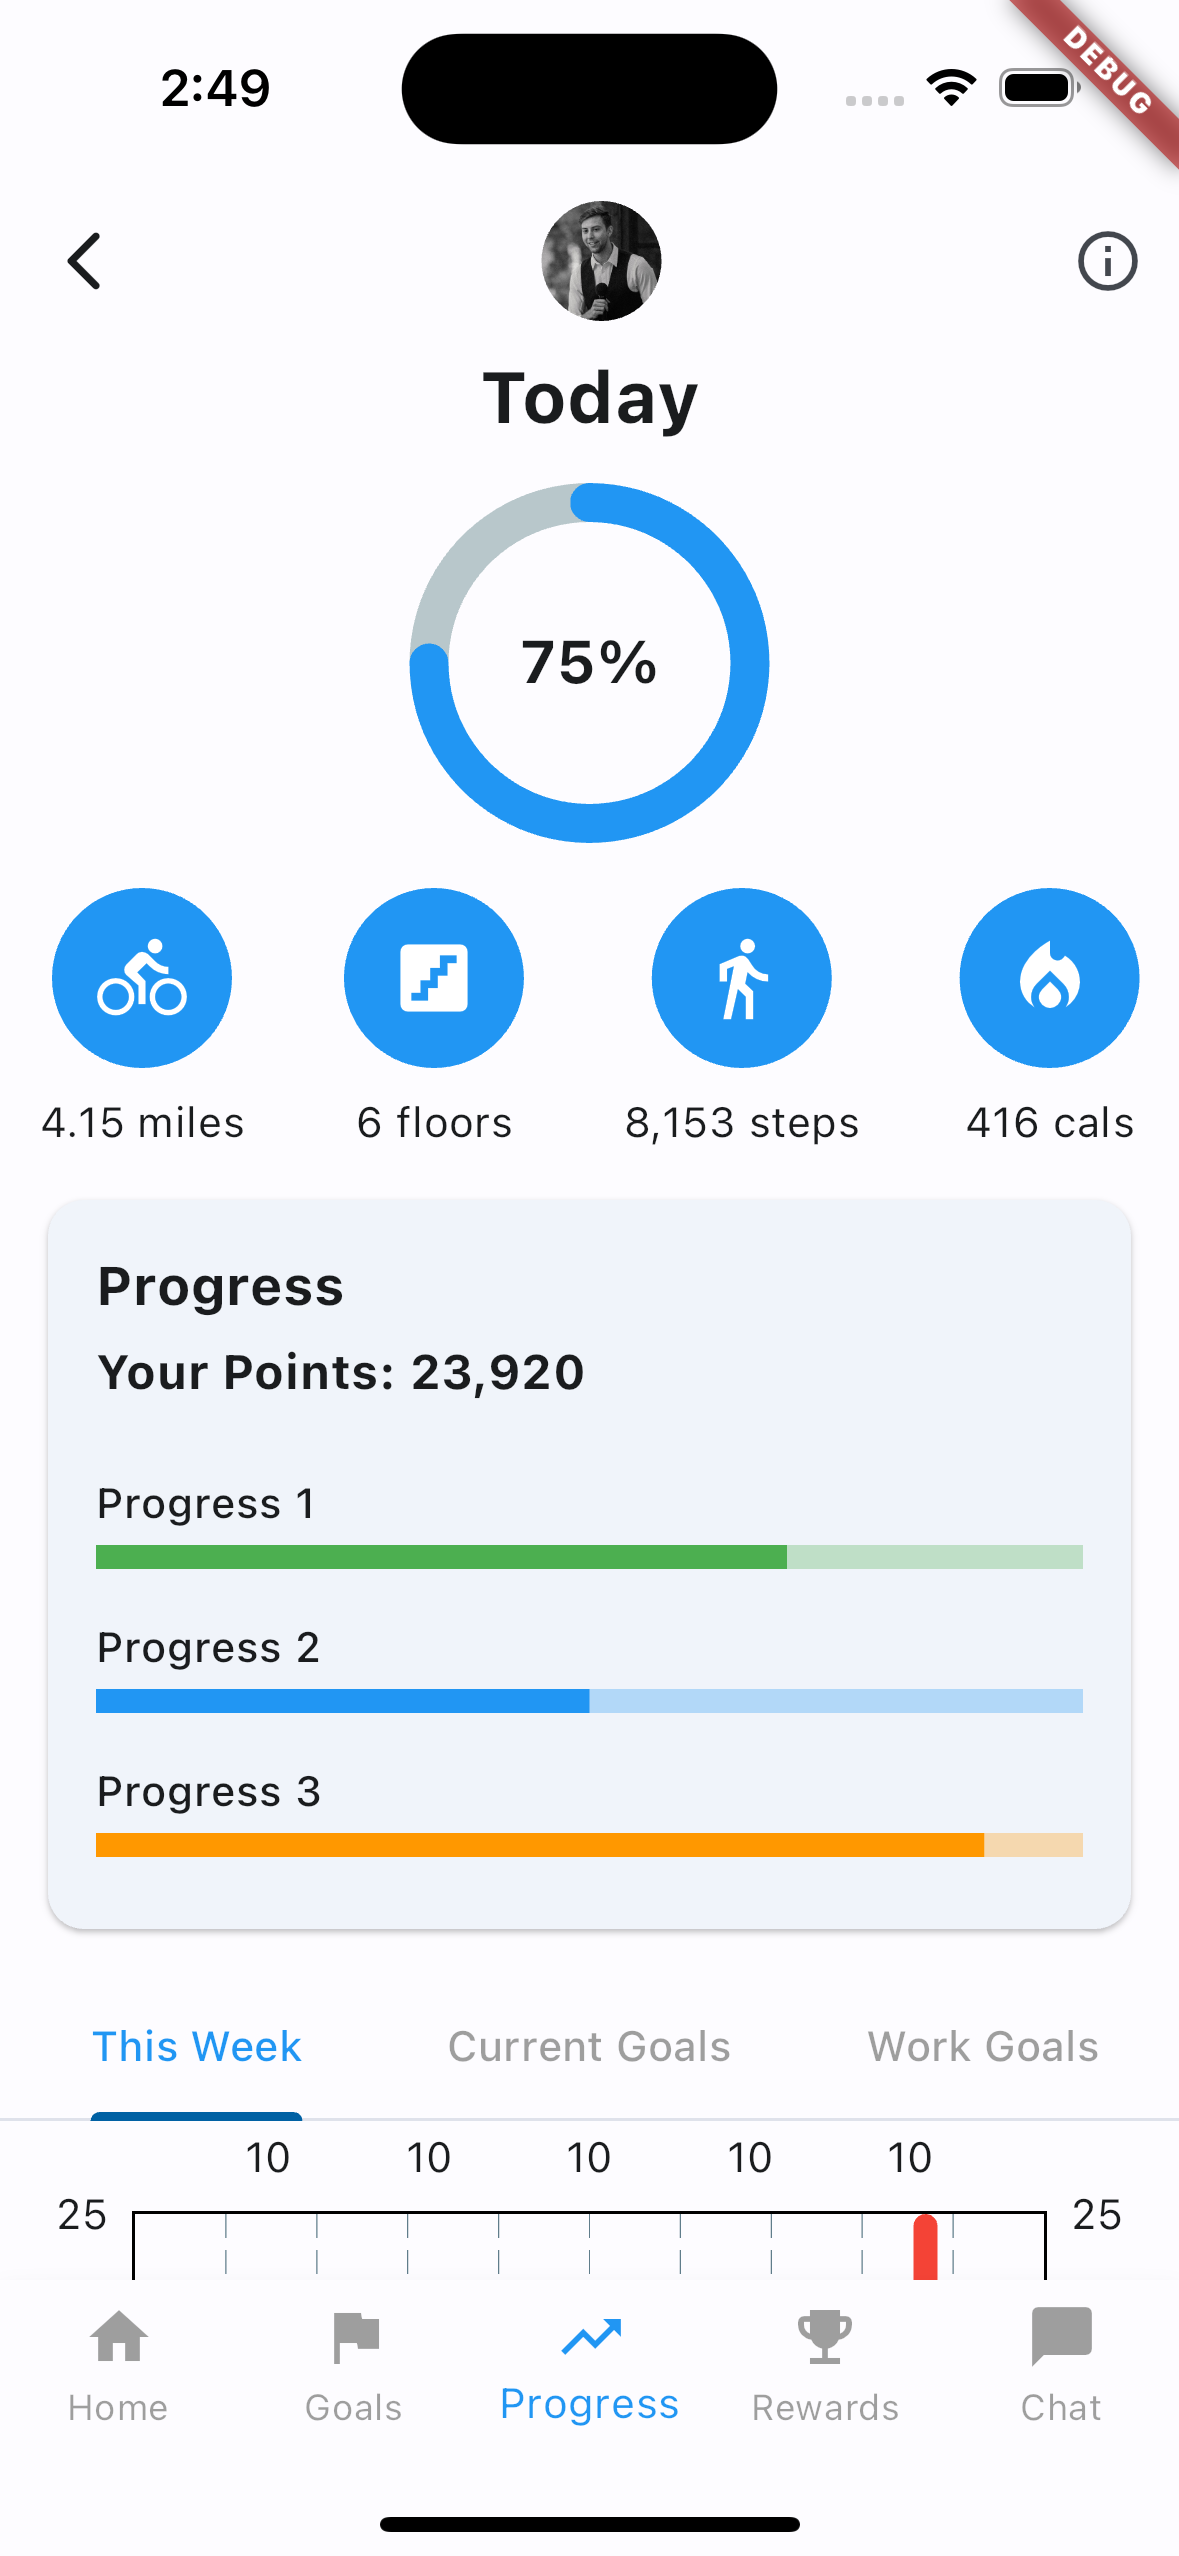 2:49
DEBUG
Today
75%
4.15 miles 6 floors 8,153 steps 416 cals
Progress
Your Points: 23,920
Progress 1
Progress 2
Progress 3
This Week Current Goals Work Goals
10 10 10 10 10
25 25
Home Goals Progress Rewards Chat